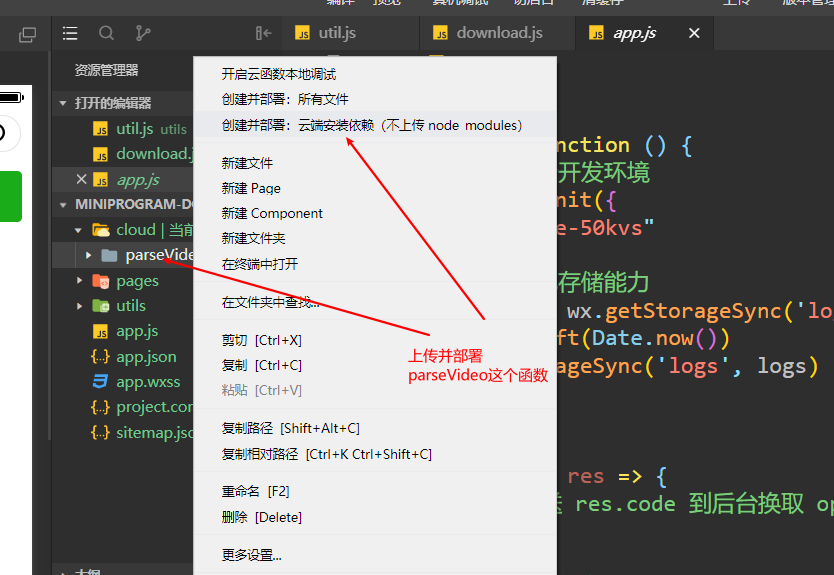 编译 预览 真机调试 切后台 清缓存 上传 版本管理
util.js download.js app.js
资源管理器
打开的编辑器
util.js utils
download.j
app.js
MINIPROGRAM-DO
cloud | 当前
parseVide
pages
utils
app.js
app.json
app.wxss
project.con
sitemap.jso
大纲
开启云函数本地调试
创建并部署：所有文件
创建并部署：云端安装依赖（不上传 node modules）
新建文件
新建 Page
新建 Component
新建文件夹
在终端中打开
在文件夹中查找...
剪切 [Ctrl+X]
复制 [Ctrl+C]
粘贴 [Ctrl+V]
复制路径 [Shift+Alt+C]
复制相对路径 [Ctrl+K Ctrl+Shift+C]
重命名 [F2]
删除 [Delete]
更多设置...
上传并部署
parseVideo这个函数
nction () {
开发环境
nit({
e-50kvs"
存储能力
wx.getStorageSync('lo
ft(Date.now())
ageSync('logs', logs)
res => {
res.code 到后台换取 op